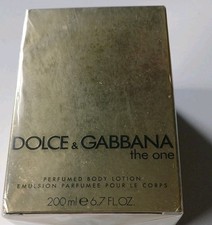 DOLCE & GABBANA
the one
PERFUMED BODY LOTION
EMULSION PARFUMÉE POUR LE CORPS
200 ml e 6.7 FL.OZ.